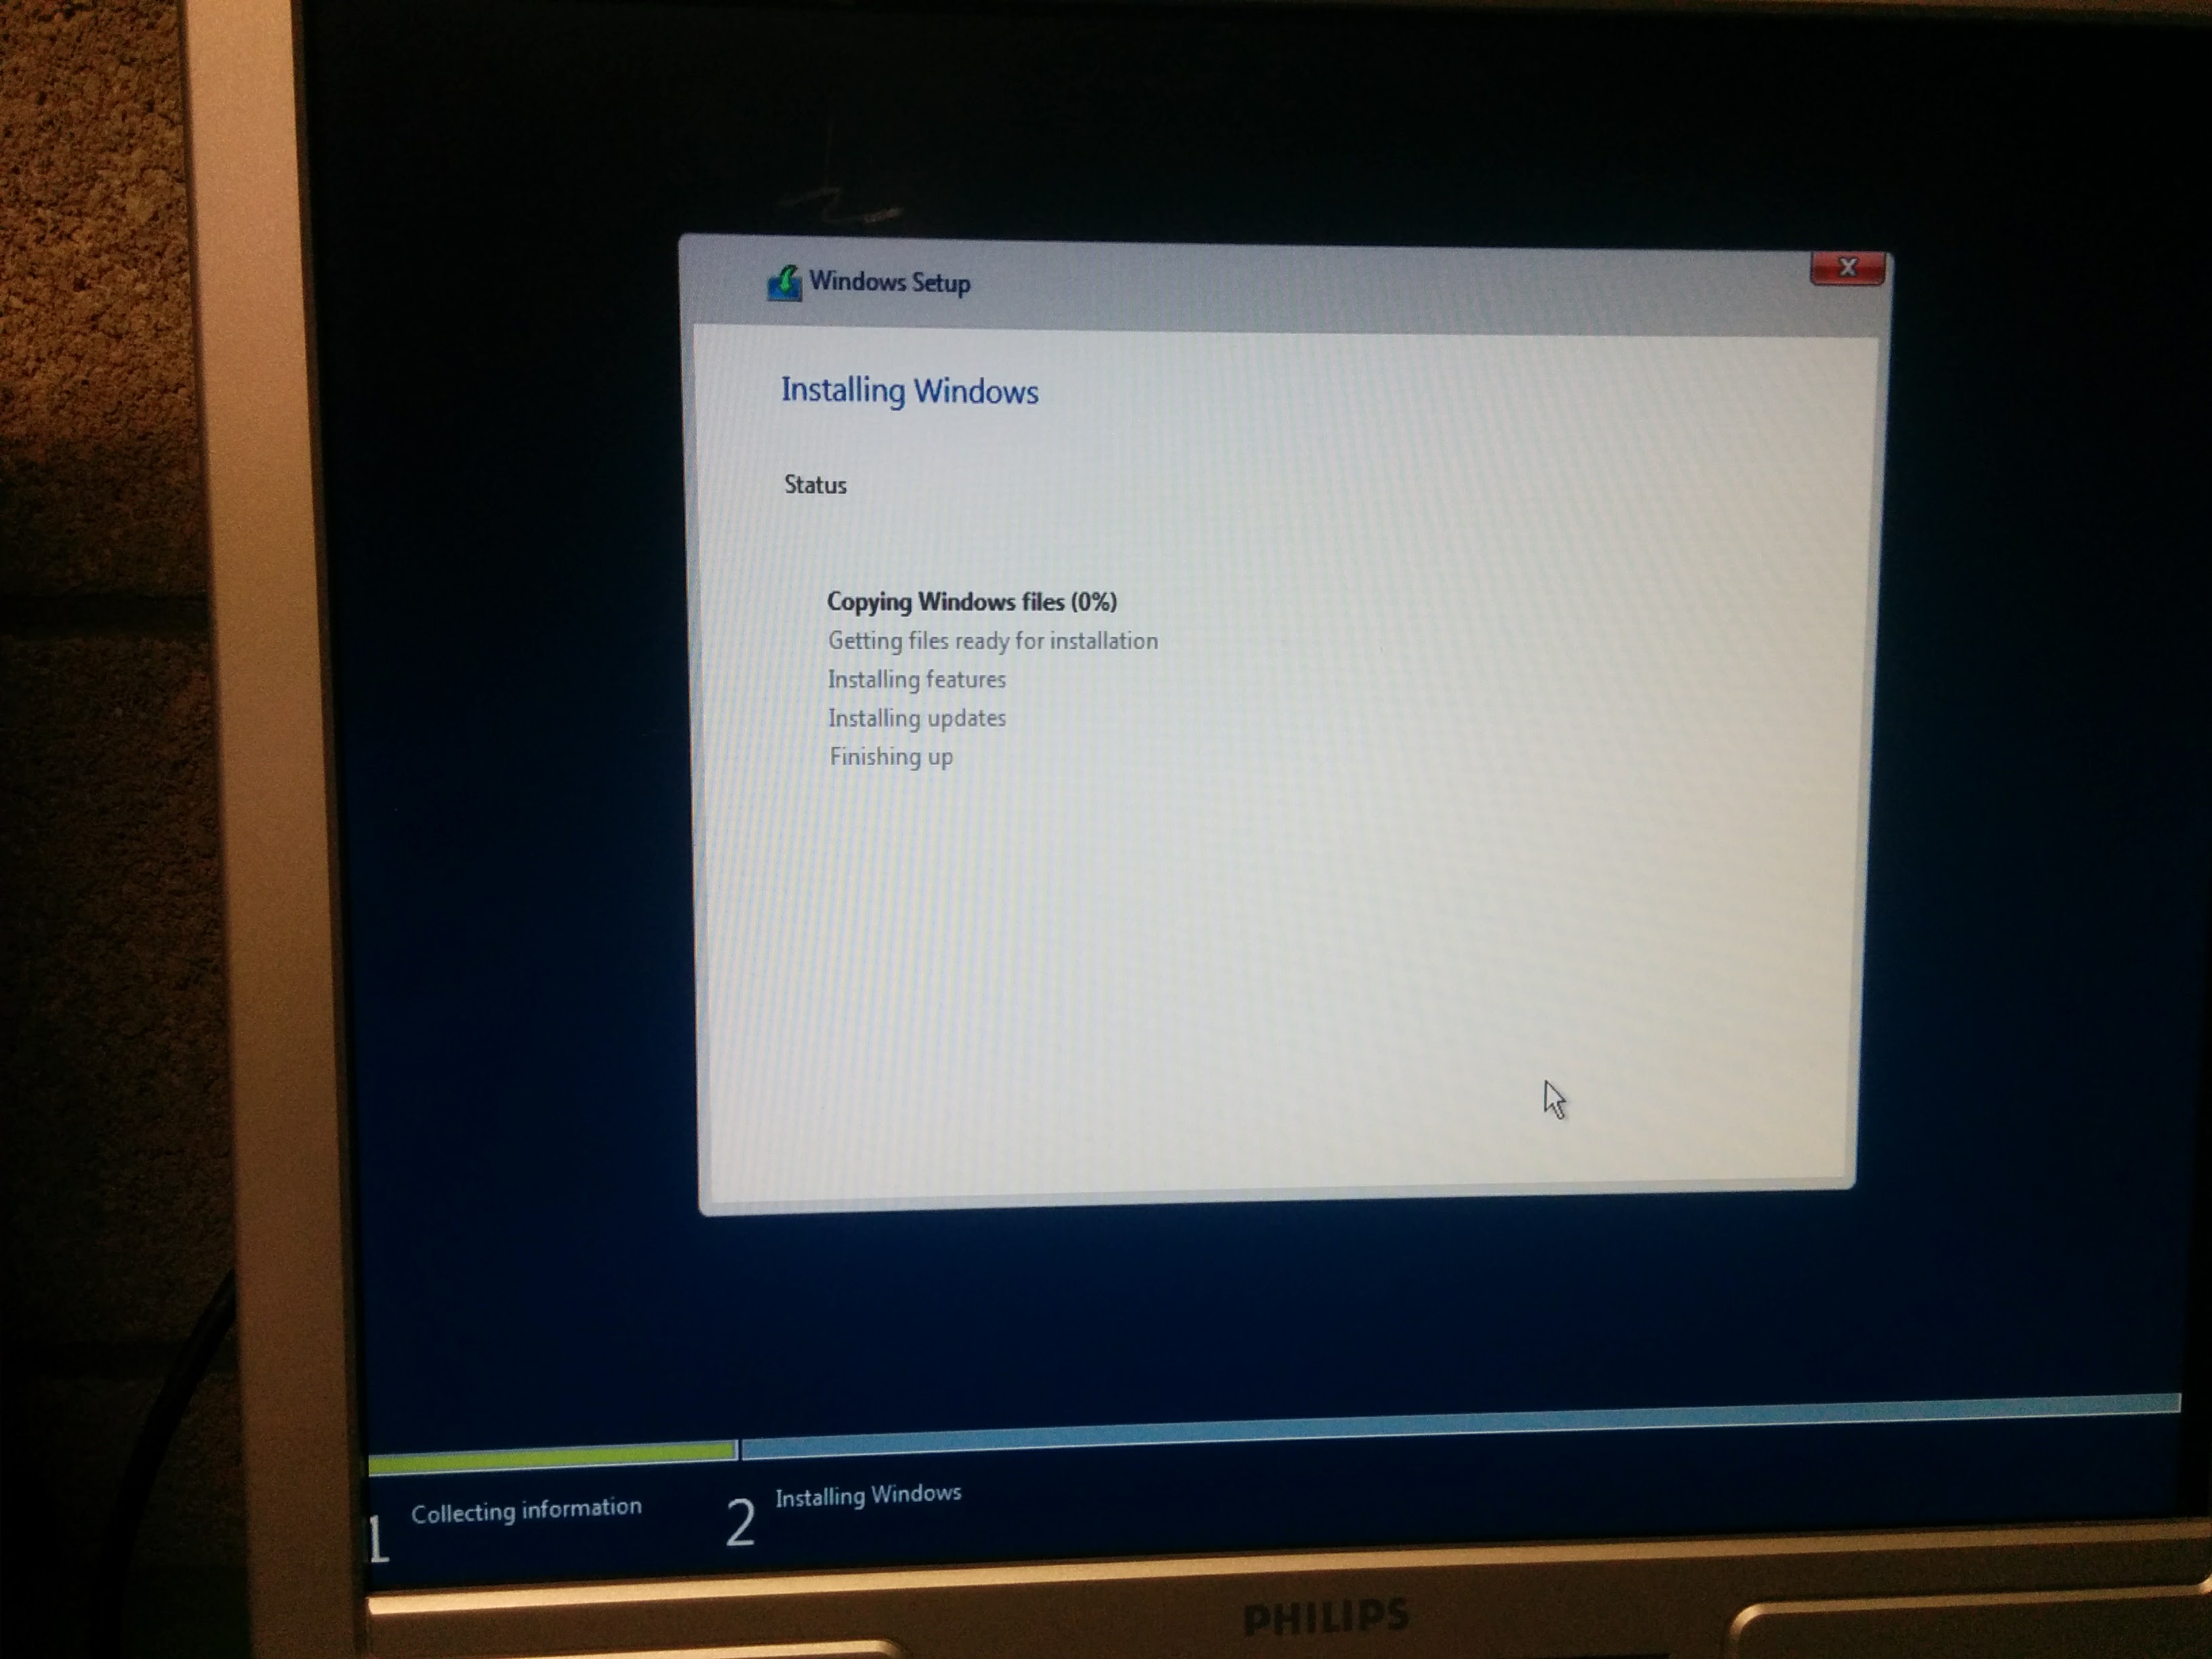 Windows Setup
Installing Windows
Status
Copying Windows files (0%)
Getting files ready for installation
Installing features
Installing updates
Finishing up
1 Collecting information
2 Installing Windows
PHILIPS